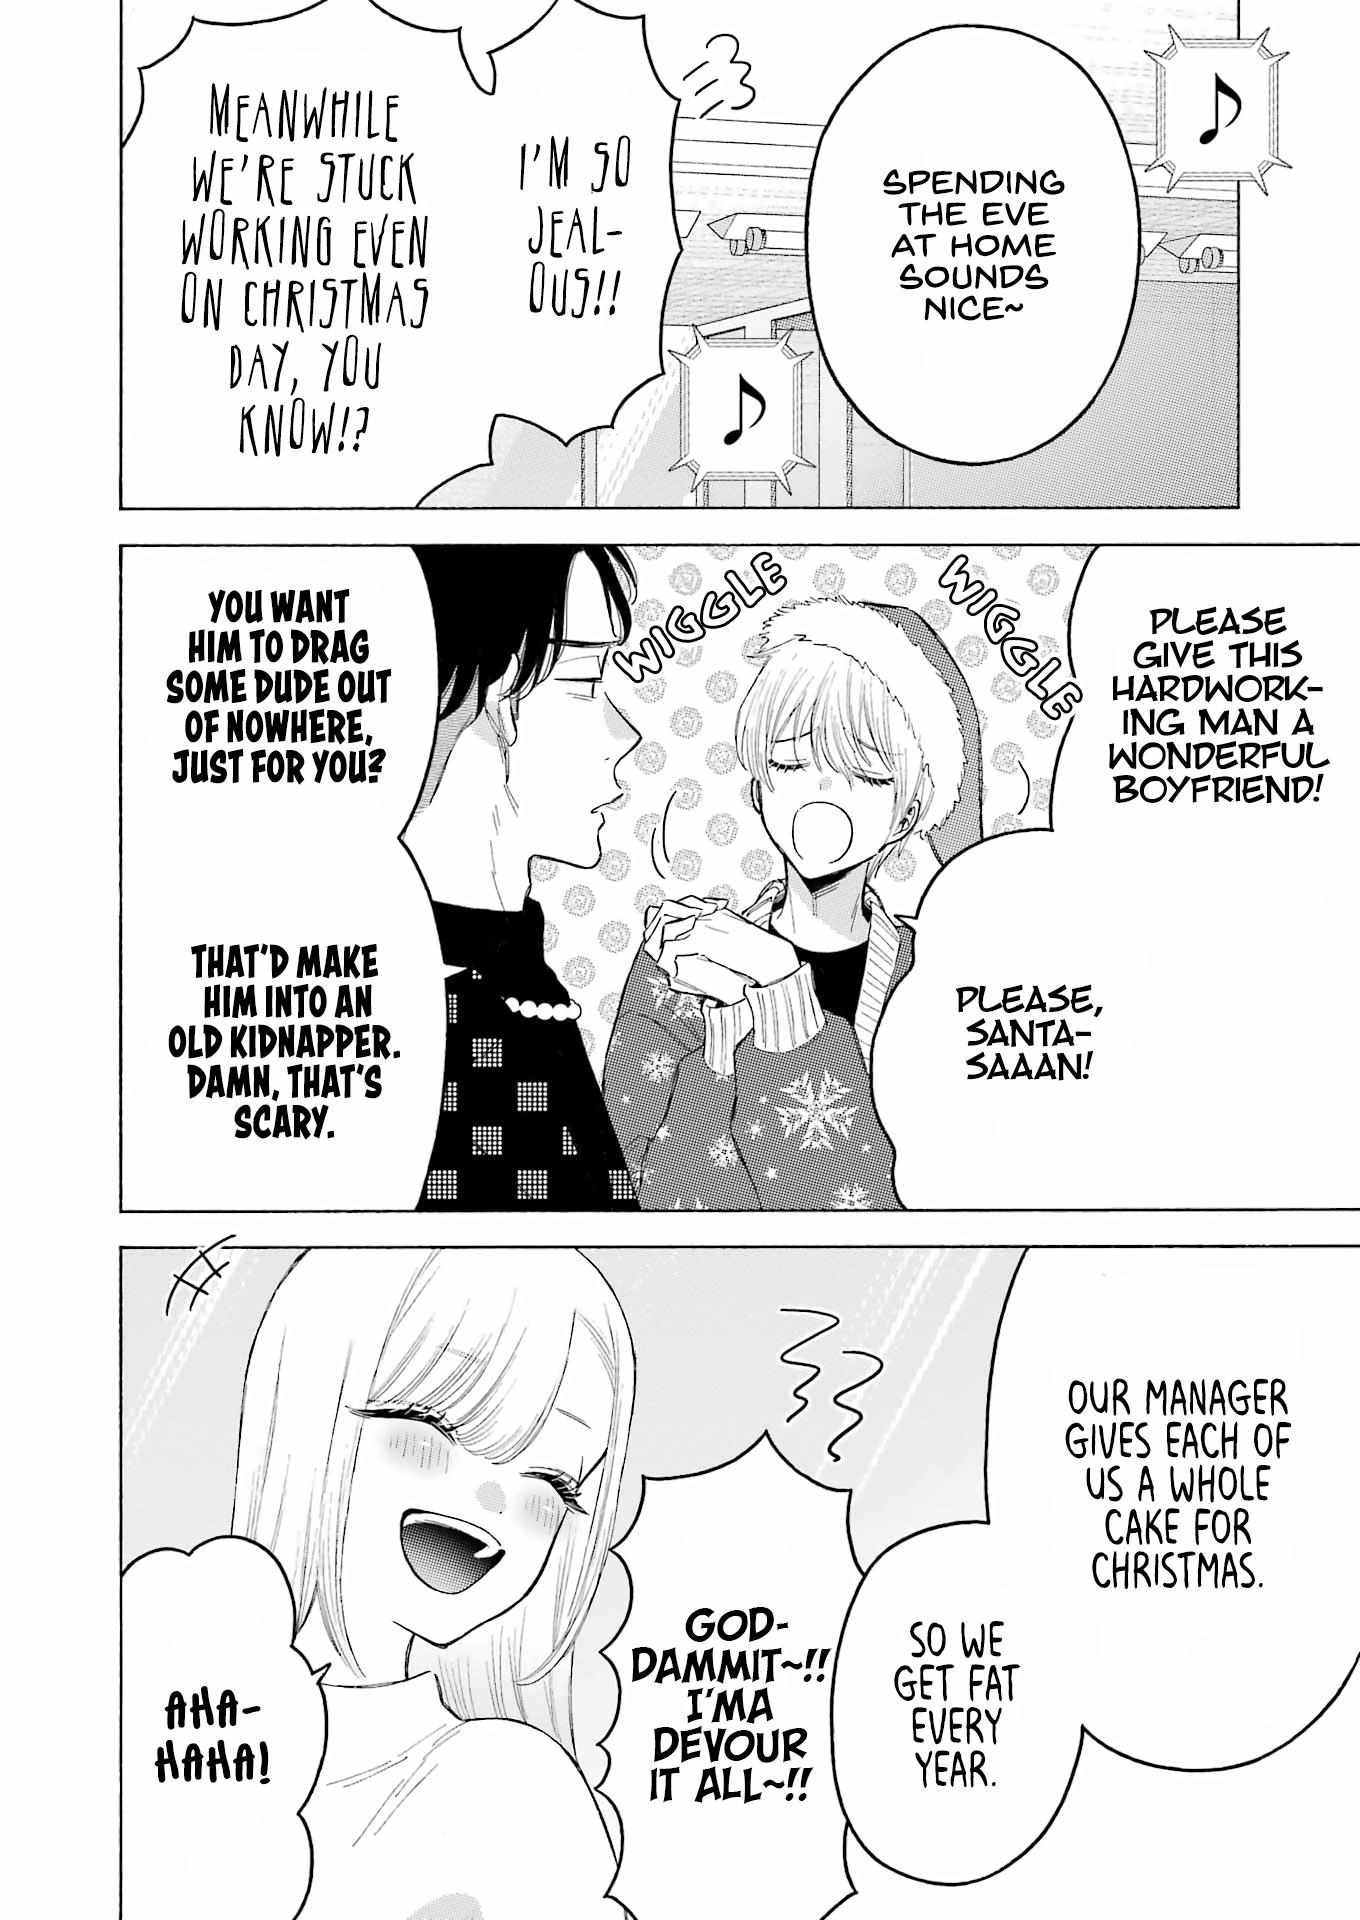 SPENDING
THE EVE
AT HOME
SOUNDS
NICE~
I'M SO
JEAL-
OUS!!
MEANWHILE
WE'RE STUCK
WORKING EVEN
ON CHRISTMAS
DAY, YOU
KNOW!?
PLEASE
GIVE THIS
HARDWORK-
ING MAN A
WONDERFUL
BOYFRIEND!
PLEASE,
SANTA-
SAAAN!
WIGGLE
WIGGLE
YOU WANT
HIM TO DRAG
SOME DUDE OUT
OF NOWHERE,
JUST FOR YOU?
THAT'D MAKE
HIM INTO AN
OLD KIDNAPPER.
DAMN, THAT'S
SCARY.
OUR MANAGER
GIVES EACH OF
US A WHOLE
CAKE FOR
CHRISTMAS.
SO WE
GET FAT
EVERY
YEAR.
GOD-
DAMMIT~!!
I'MA
DEVOUR
IT ALL~!!
AHA-
HAHA!